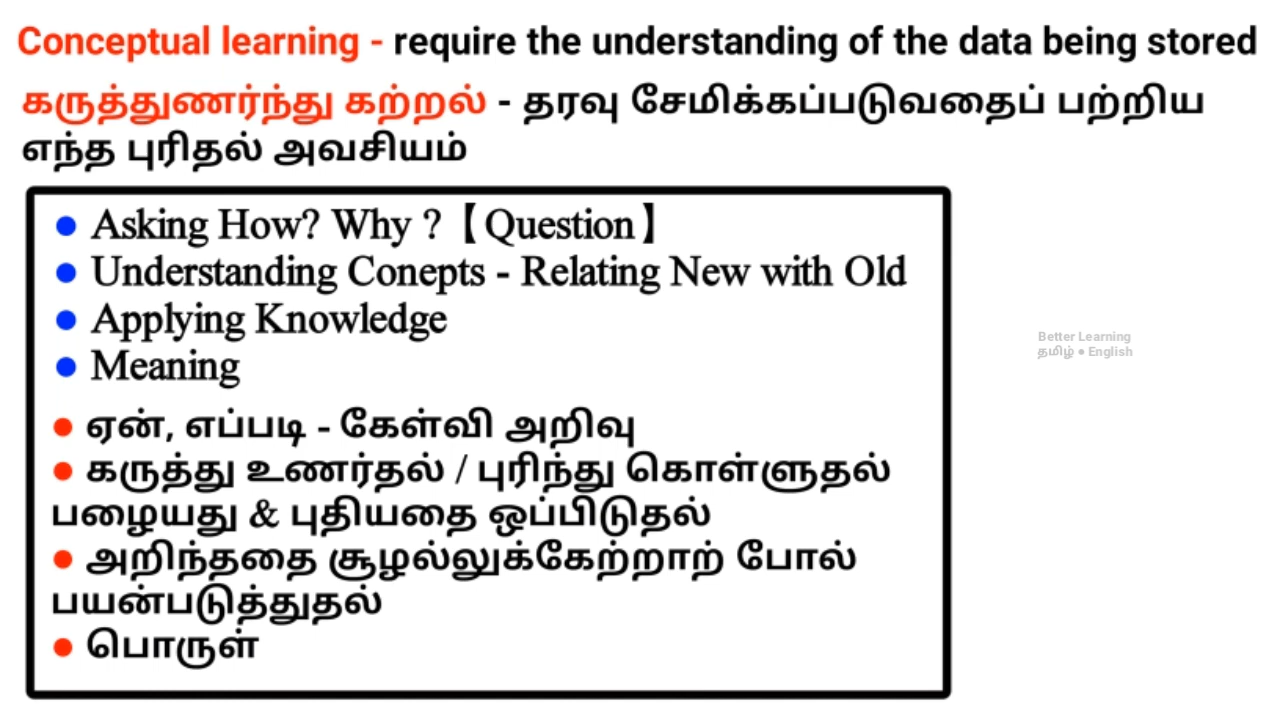 Conceptual learning - require the understanding of the data being stored
கருத்துணர்ந்து கற்றல் - தரவு சேமிக்கப்படுவதைப் பற்றிய
எந்த புரிதல் அவசியம்
● Asking How? Why ?【Question】
● Understanding Conepts - Relating New with Old
● Applying Knowledge
● Meaning
● ஏன், எப்படி - கேள்வி அறிவு
● கருத்து உணர்தல் / புரிந்து கொள்ளுதல்
பழையது & புதியதை ஒப்பிடுதல்
● அறிந்ததை சூழல்லுக்கேற்றாற் போல்
பயன்படுத்துதல்
● பொருள்
Better Learning
தமிழ் ● English